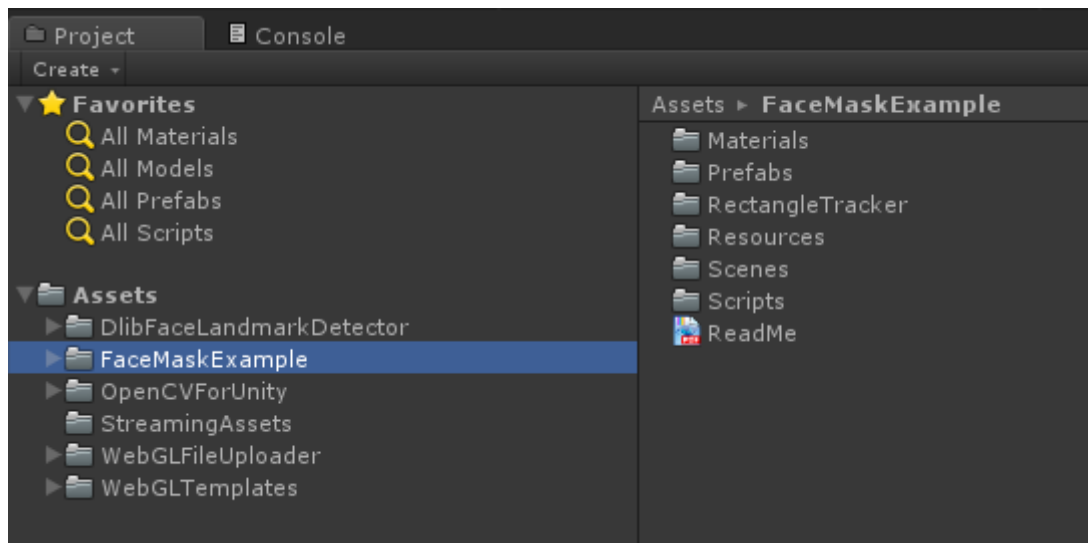 Project
Console
Create
Favorites
All Materials
All Models
All Prefabs
All Scripts
Assets
DlibFaceLandmarkDetector
FaceMaskExample
OpenCVForUnity
StreamingAssets
WebGLFileUploader
WebGLTemplates
Assets ▸ FaceMaskExample
Materials
Prefabs
RectangleTracker
Resources
Scenes
Scripts
ReadMe